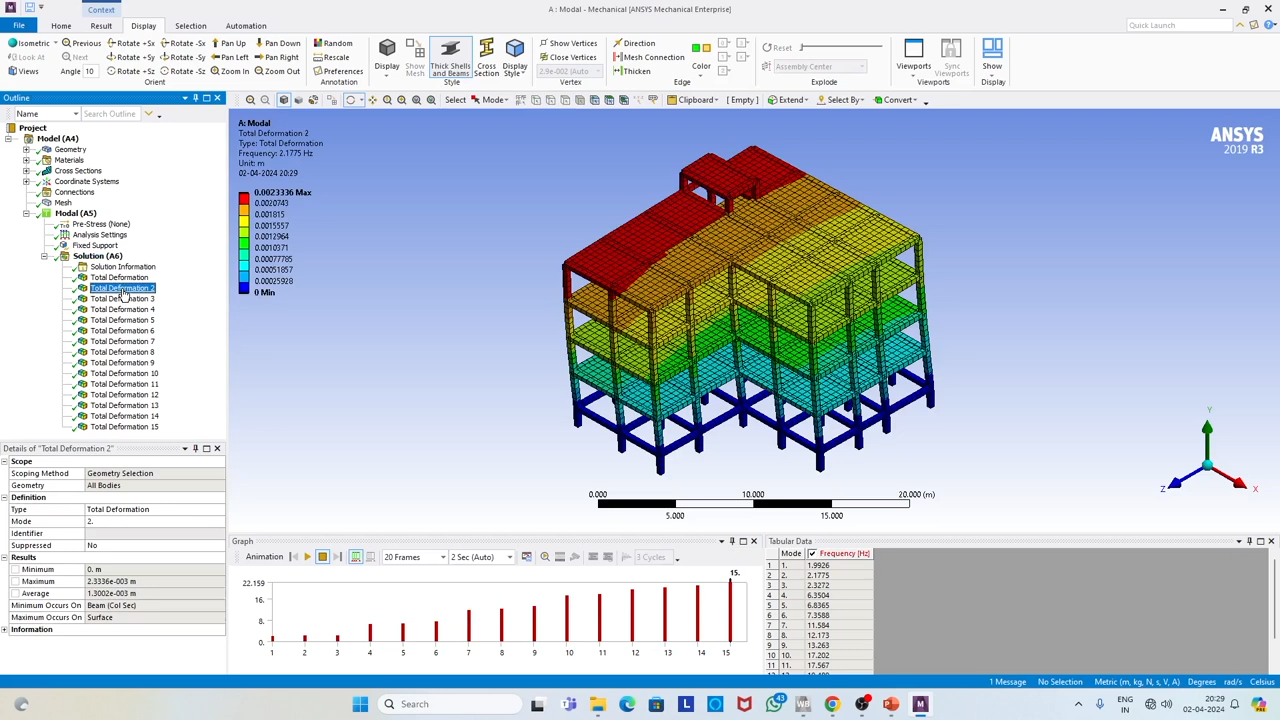 Context
A : Modal - Mechanical [ANSYS Mechanical Enterprise]
File Home Result Display Selection Automation
Quick Launch
Isometric Previous Rotate +Sx Rotate -Sx Pan Up Pan Down Random
Look At Next Rotate +Sy Rotate -Sy Pan Left Pan Right Rescale
Views Angle 10 Rotate +Sz Rotate -Sz Zoom In Zoom Out Preferences
Orient Annotation
Display Show Mesh Thick Shells and Beams Cross Section Display Style
Style
Show Vertices
Close Vertices
2.9e-002 (Auto
Vertex
Direction
Mesh Connection
Thicken
Color
Edge
Reset
Assembly Center
Explode
Viewports Sync Viewports
Viewports
Show
Display
Select Mode Clipboard [ Empty ] Extend Select By Convert
Outline
Name Search Outline
Project
Model (A4)
Geometry
Materials
Cross Sections
Coordinate Systems
Connections
Mesh
Modal (A5)
Pre-Stress (None)
Analysis Settings
Fixed Support
Solution (A6)
Solution Information
Total Deformation
Total Deformation 2
Total Deformation 3
Total Deformation 4
Total Deformation 5
Total Deformation 6
Total Deformation 7
Total Deformation 8
Total Deformation 9
Total Deformation 10
Total Deformation 11
Total Deformation 12
Total Deformation 13
Total Deformation 14
Total Deformation 15
Details of "Total Deformation 2"
Scope
Scoping Method Geometry Selection
Geometry All Bodies
Definition
Type Total Deformation
Mode 2.
Identifier
Suppressed No
Results
Minimum 0. m
Maximum 2.3336e-003 m
Average 1.3002e-003 m
Minimum Occurs On Beam (Col Sec)
Maximum Occurs On Surface
Information
A: Modal
Total Deformation 2
Type: Total Deformation
Frequency: 2.1775 Hz
Unit: m
02-04-2024 20:29
0.0023336 Max
0.0020743
0.001815
0.0015557
0.0012964
0.0010371
0.00077785
0.00051857
0.00025928
0 Min
ANSYS
2019 R3
Y
Z
X
0.000 10.000 20.000 (m)
5.000 15.000
Graph
Animation 20 Frames 2 Sec (Auto) 3 Cycles
15.
22.159
16.
8.
0.
1 2 3 4 5 6 7 8 9 10 11 12 13 14 15
Tabular Data
Mode Frequency [Hz]
1 1. 1.9926
2 2. 2.1775
3 3. 2.3272
4 4. 6.3504
5 5. 6.8365
6 6. 7.3588
7 7. 11.584
8 8. 12.173
9 9. 13.263
10 10. 17.202
11 11. 17.567
1 Message No Selection Metric (m, kg, N, s, V, A) Degrees rad/s Celsius
Search
43
ENG
IN
20:29
02-04-2024